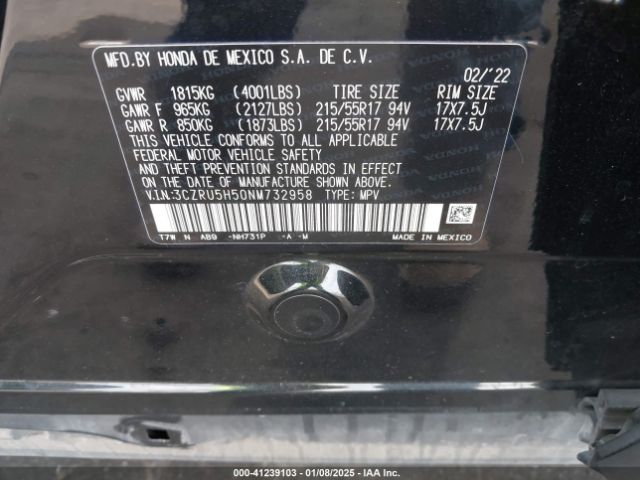 MFD.BY HONDA DE MEXICO S.A. DE C.V.
02/'22
GVWR 1815KG (4001LBS) TIRE SIZE RIM SIZE
GAWR F 965KG (2127LBS) 215/55R17 94V 17X7.5J
GAWR R 850KG (1873LBS) 215/55R17 94V 17X7.5J
THIS VEHICLE CONFORMS TO ALL APPLICABLE
FEDERAL MOTOR VEHICLE SAFETY
AND THEFT PREVENTION STANDARDS IN EFFECT ON
THE DATE OF MANUFACTURE SHOWN ABOVE.
V.I.N:3CZRU5H50NM732958 TYPE: MPV
T7W N AB9 -NH731P -A -M MADE IN MEXICO
000-41239103 - 01/08/2025 - IAA Inc.